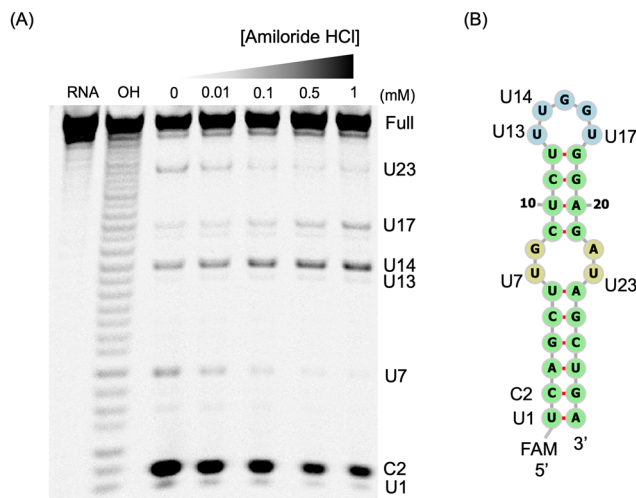 (A)
[Amiloride HCl]
RNA OH 0 0.01 0.1 0.5 1 (mM)
Full
U23
U17
U14
U13
U7
C2
U1
(B)
U14 U G G
U13 U U U17
U G
C G
10 U A 20
C G
G A
U7 U U U23
U A
C G
G C
A U
C2 C G
U1 U A
FAM 3’
5’